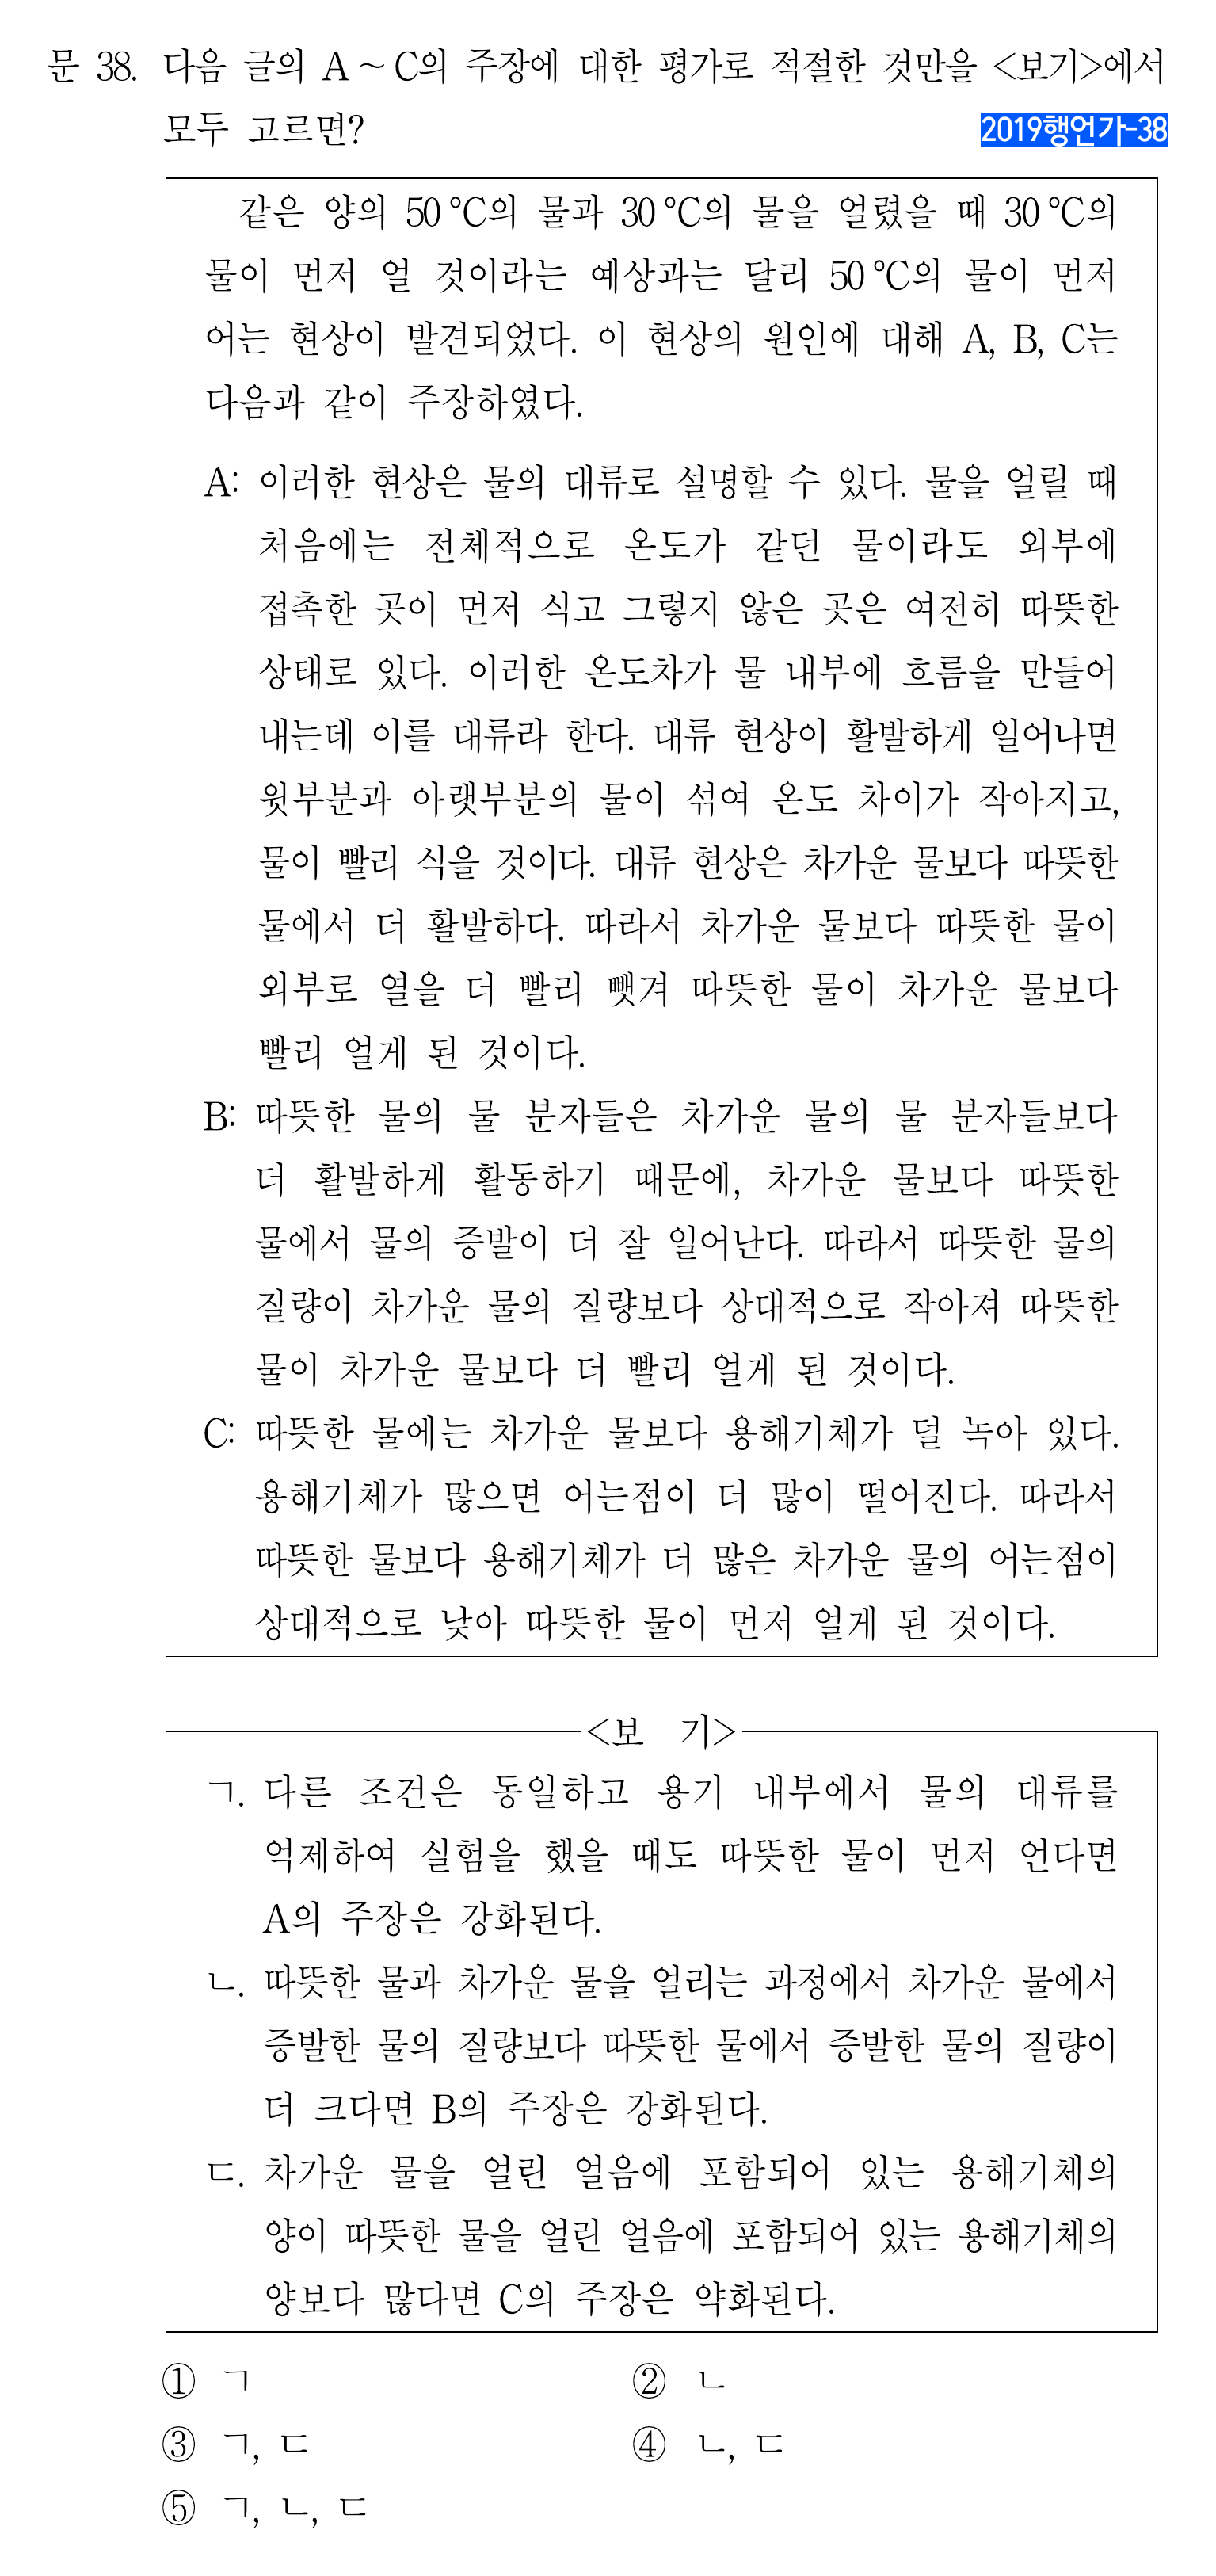 문 38. 다음 글의 A ~ C의 주장에 대한 평가로 적절한 것만을 <보기>에서
모두 고르면?
2019행언가-38
같은 양의 50 ℃의 물과 30 ℃의 물을 얼렸을 때 30 ℃의
물이 먼저 얼 것이라는 예상과는 달리 50 ℃의 물이 먼저
어는 현상이 발견되었다. 이 현상의 원인에 대해 A, B, C는
다음과 같이 주장하였다.
A: 이러한 현상은 물의 대류로 설명할 수 있다. 물을 얼릴 때
처음에는 전체적으로 온도가 같던 물이라도 외부에
접촉한 곳이 먼저 식고 그렇지 않은 곳은 여전히 따뜻한
상태로 있다. 이러한 온도차가 물 내부에 흐름을 만들어
내는데 이를 대류라 한다. 대류 현상이 활발하게 일어나면
윗부분과 아랫부분의 물이 섞여 온도 차이가 작아지고,
물이 빨리 식을 것이다. 대류 현상은 차가운 물보다 따뜻한
물에서 더 활발하다. 따라서 차가운 물보다 따뜻한 물이
외부로 열을 더 빨리 뺏겨 따뜻한 물이 차가운 물보다
빨리 얼게 된 것이다.
B: 따뜻한 물의 물 분자들은 차가운 물의 물 분자들보다
더 활발하게 활동하기 때문에, 차가운 물보다 따뜻한
물에서 물의 증발이 더 잘 일어난다. 따라서 따뜻한 물의
질량이 차가운 물의 질량보다 상대적으로 작아져 따뜻한
물이 차가운 물보다 더 빨리 얼게 된 것이다.
C: 따뜻한 물에는 차가운 물보다 용해기체가 덜 녹아 있다.
용해기체가 많으면 어는점이 더 많이 떨어진다. 따라서
따뜻한 물보다 용해기체가 더 많은 차가운 물의 어는점이
상대적으로 낮아 따뜻한 물이 먼저 얼게 된 것이다.
<보 기>
ㄱ. 다른 조건은 동일하고 용기 내부에서 물의 대류를
억제하여 실험을 했을 때도 따뜻한 물이 먼저 언다면
A의 주장은 강화된다.
ㄴ. 따뜻한 물과 차가운 물을 얼리는 과정에서 차가운 물에서
증발한 물의 질량보다 따뜻한 물에서 증발한 물의 질량이
더 크다면 B의 주장은 강화된다.
ㄷ. 차가운 물을 얼린 얼음에 포함되어 있는 용해기체의
양이 따뜻한 물을 얼린 얼음에 포함되어 있는 용해기체의
양보다 많다면 C의 주장은 약화된다.
① ㄱ ② ㄴ
③ ㄱ, ㄷ ④ ㄴ, ㄷ
⑤ ㄱ, ㄴ, ㄷ